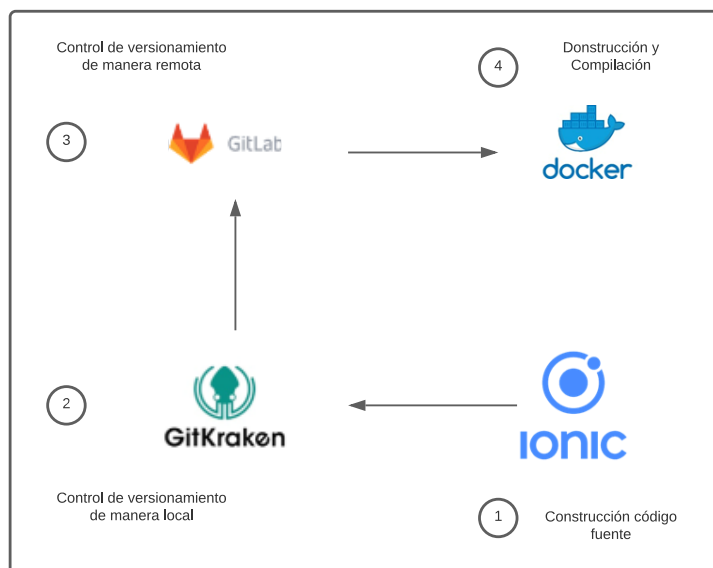 Control de versionamiento
de manera remota
4
Donstrucción y
Compilación
3
GitLab
docker
2
GitKraken
IONIC
Control de versionamiento
de manera local
1
Construcción código
fuente